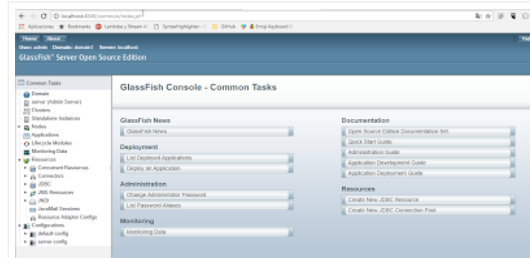 localhost:4848/common/index.jsf
Aplicaciones
Bookmarks
Lambdas y Stream
SyntaxHighlighter
GitHub
Emoji Keyboard
Home About...
User: admin Domain: domain1 Server: localhost
GlassFish™ Server Open Source Edition
Common Tasks
Domain
server (Admin Server)
Clusters
Standalone Instances
Nodes
Applications
Lifecycle Modules
Monitoring Data
Resources
Concurrent Resources
Connectors
JDBC
JMS Resources
JNDI
JavaMail Sessions
Resource Adapter Configs
Configurations
default-config
server-config
GlassFish Console - Common Tasks
GlassFish News
GlassFish News
Deployment
List Deployed Applications
Deploy an Application
Administration
Change Administrator Password
List Password Aliases
Monitoring
Monitoring Data
Documentation
Open Source Edition Documentation Set
Quick Start Guide
Administration Guide
Application Development Guide
Application Deployment Guide
Resources
Create New JDBC Resource
Create New JDBC Connection Pool